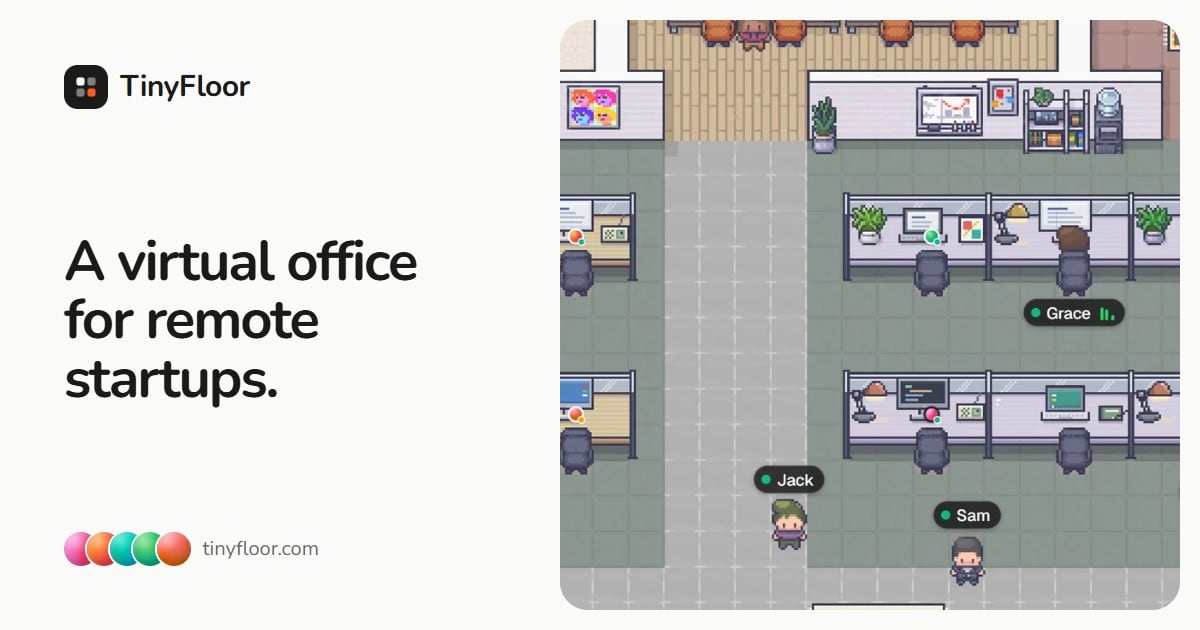 TinyFloor
A virtual office
for remote
startups.
tinyfloor.com
Grace
Jack
Sam